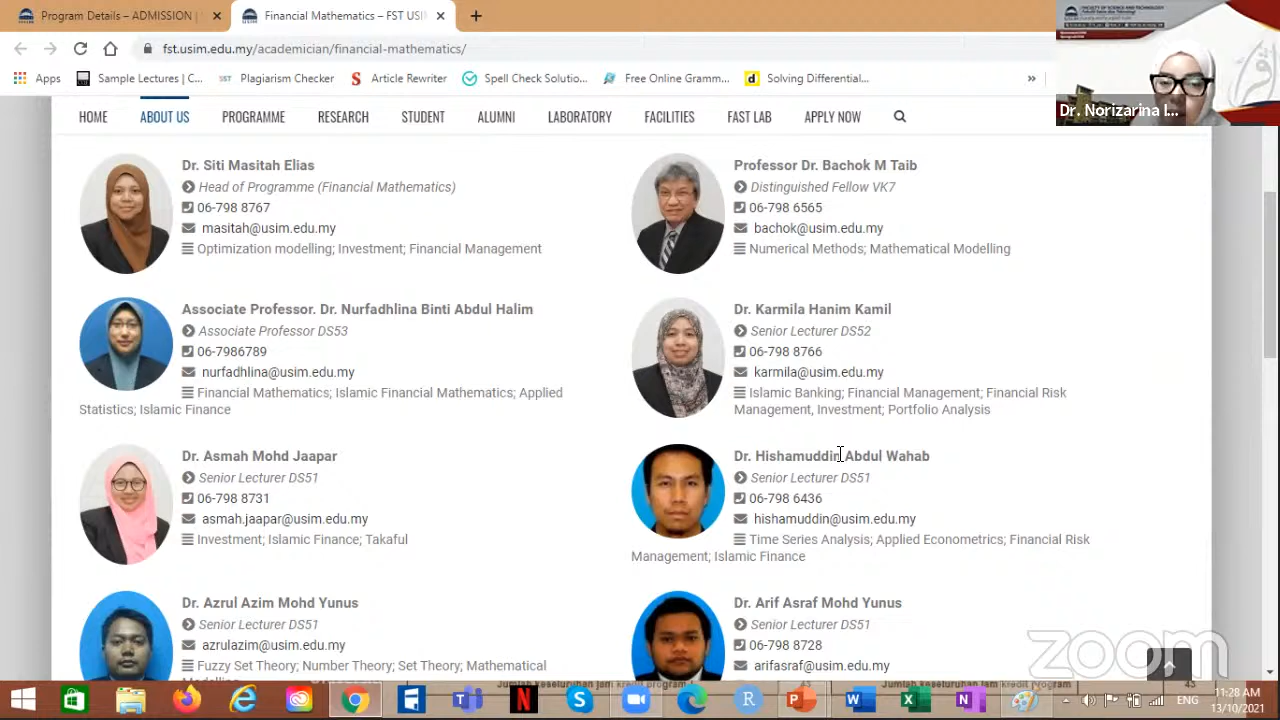 Program Details – ADMISSION |
Financial Mathematics – FST USIM
Apps
Sample Lectures | C...
Plagiarism Checker
Article Rewriter
Spell Check Solutio...
Free Online Gramm...
Solving Differential...
»
FACULTY OF SCIENCE AND TECHNOLOGY
Dr. Norizarina I...
HOME
ABOUT US
PROGRAMME
ALUMNI
LABORATORY
FACILITIES
FAST LAB
APPLY NOW
Dr. Siti Masitah Elias
Head of Programme (Financial Mathematics)
06-798 8767
masitah@usim.edu.my
Optimization modelling; Investment; Financial Management
Professor Dr. Bachok M Taib
Distinguished Fellow VK7
06-798 6565
bachok@usim.edu.my
Numerical Methods; Mathematical Modelling
Associate Professor. Dr. Nurfadhlina Binti Abdul Halim
Associate Professor DS53
06-7986789
nurfadhlina@usim.edu.my
Financial Mathematics; Islamic Financial Mathematics; Applied
Statistics; Islamic Finance
Dr. Karmila Hanim Kamil
Senior Lecturer DS52
06-798 8766
karmila@usim.edu.my
Islamic Banking; Financial Management; Financial Risk
Management, Investment; Portfolio Analysis
Dr. Asmah Mohd Jaapar
Senior Lecturer DS51
06-798 8731
asmah.jaapar@usim.edu.my
Investment; Islamic Finance; Takaful
Dr. Hishamuddin Abdul Wahab
Senior Lecturer DS51
06-798 6436
hishamuddin@usim.edu.my
Time Series Analysis; Applied Econometrics; Financial Risk
Management; Islamic Finance
Dr. Azrul Azim Mohd Yunus
Senior Lecturer DS51
azrulazim@usim.edu.my
Fuzzy Set Theory; Number Theory; Set Theory; Mathematical
Dr. Arif Asraf Mohd Yunus
Senior Lecturer DS51
06-798 8728
arifasraf@usim.edu.my
zoom
Jumlah keseluruhan jam kredit program
43
ENG
11:28 AM
13/10/2021